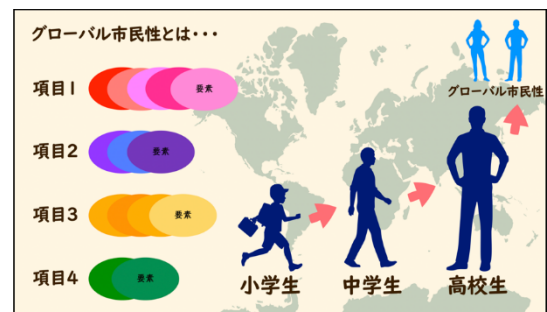 グローバル市民性とは・・・
項目1
要素
項目2
要素
項目3
要素
項目4
要素
グローバル市民性
小学生
中学生
高校生